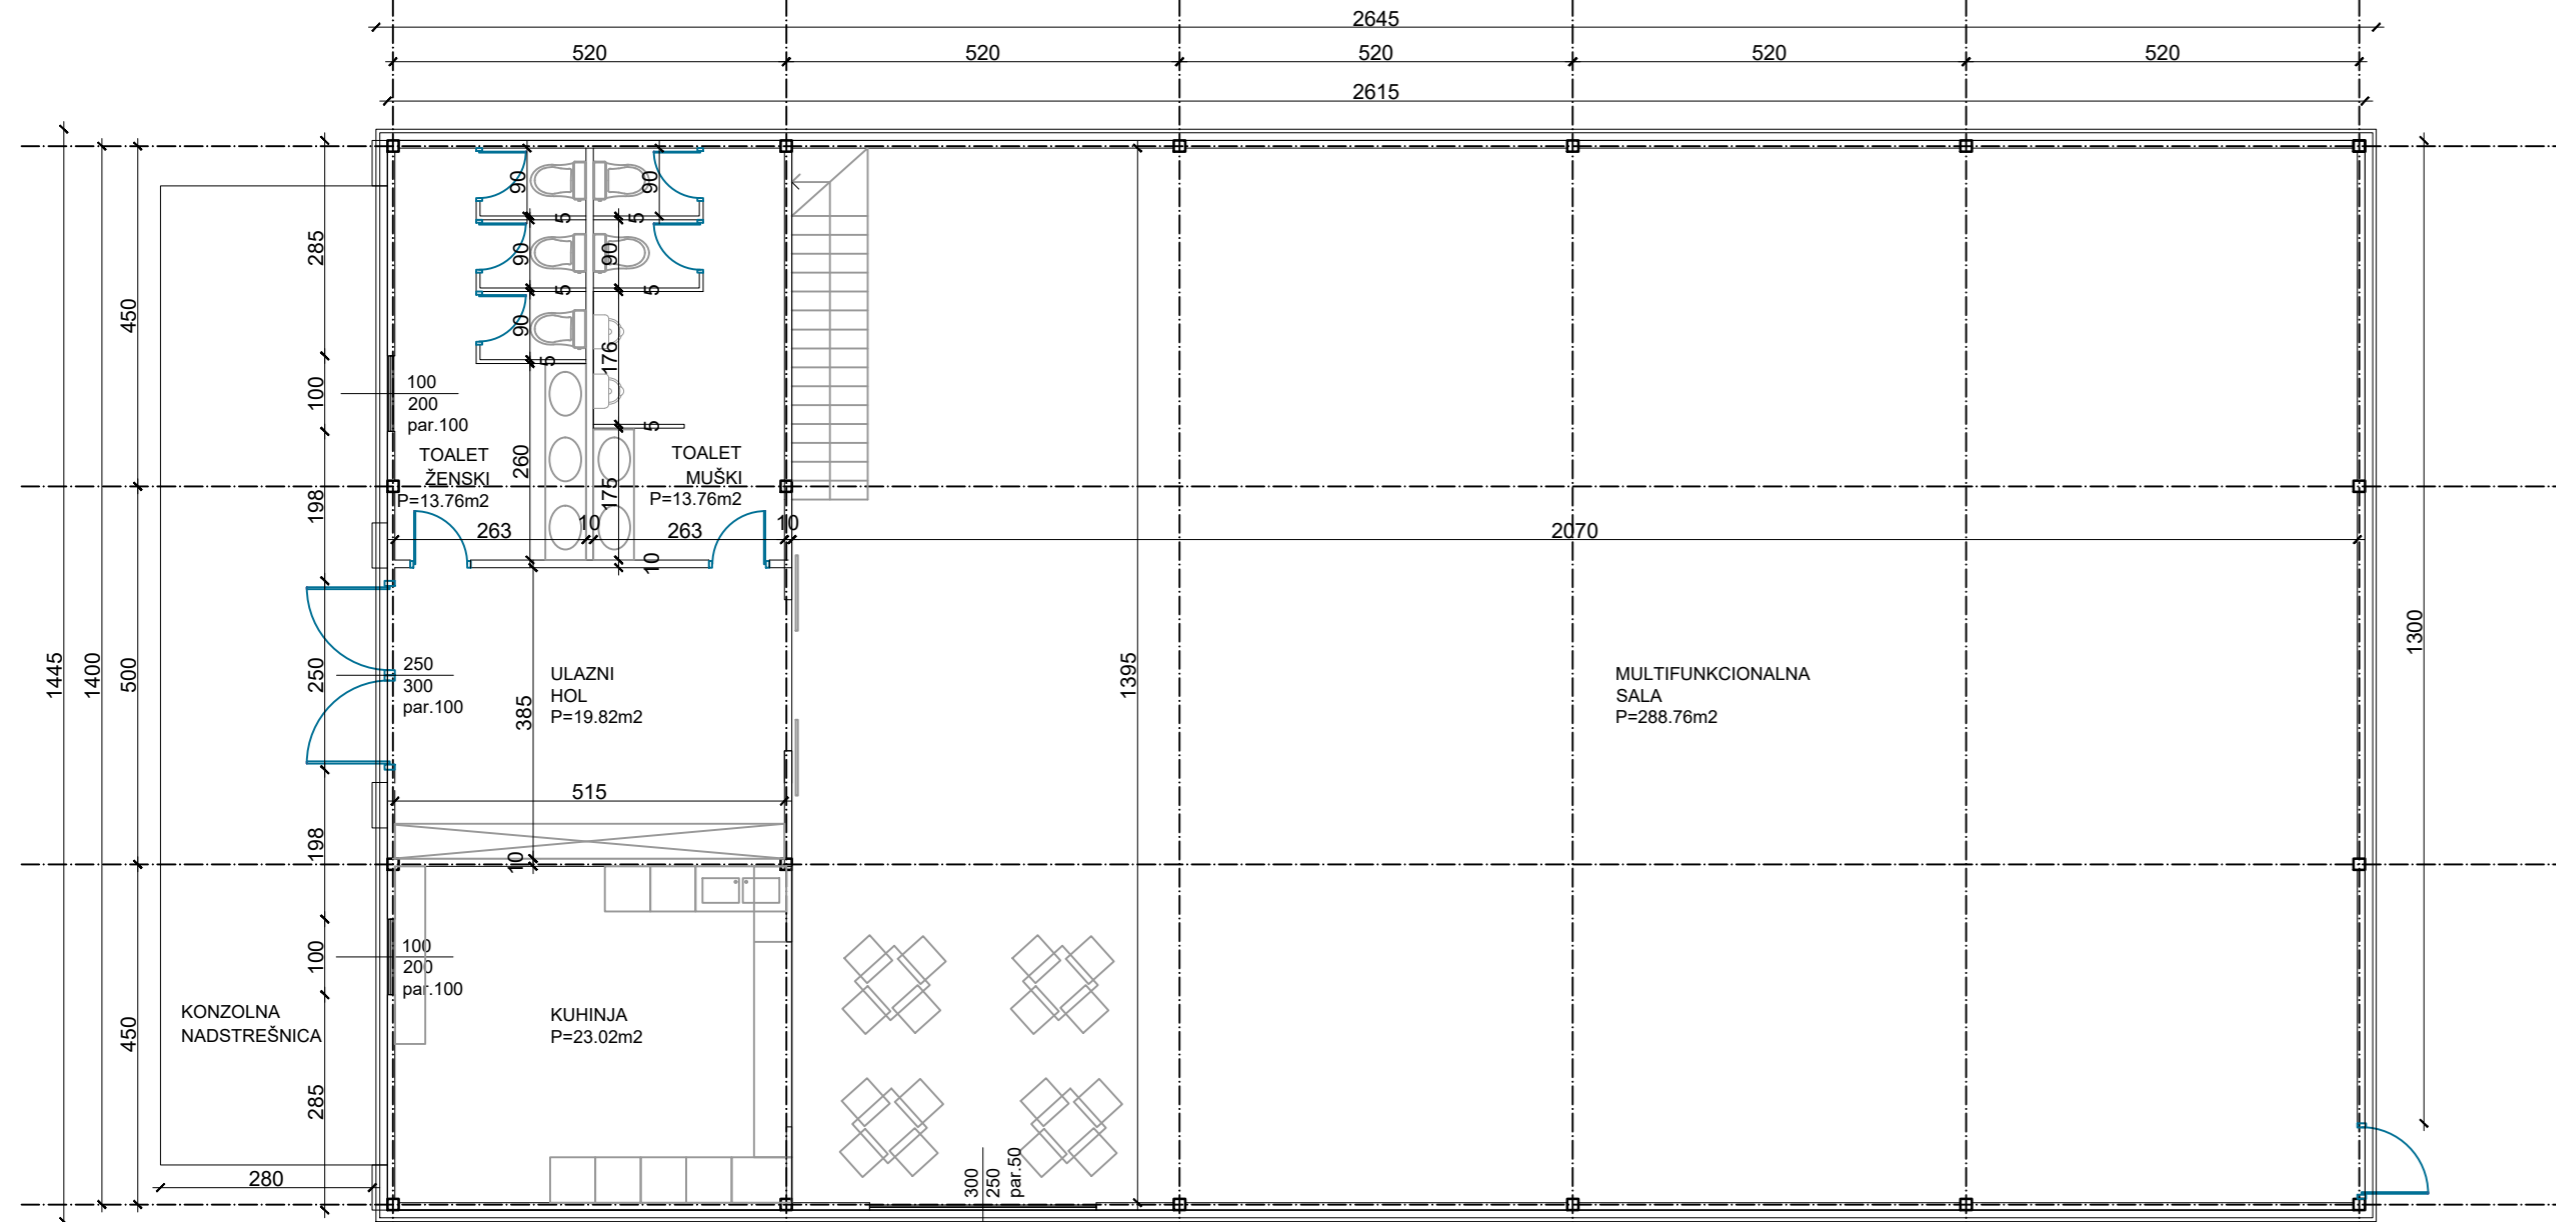 2645
520
520
520
520
520
2615
1445
1400
450
500
450
285
100
198
250
198
100
285
280
90
90
5
5
90
90
5
5
90
5
176
5
260
175
100
200
par.100
TOALET
ŽENSKI
P=13.76m2
TOALET
MUŠKI
P=13.76m2
263
10
263
10
2070
10
250
300
par.100
ULAZNI
HOL
P=19.82m2
385
515
10
1395
1300
MULTIFUNKCIONALNA
SALA
P=288.76m2
100
200
par.100
KONZOLNA
NADSTREŠNICA
KUHINJA
P=23.02m2
300
250
par.50